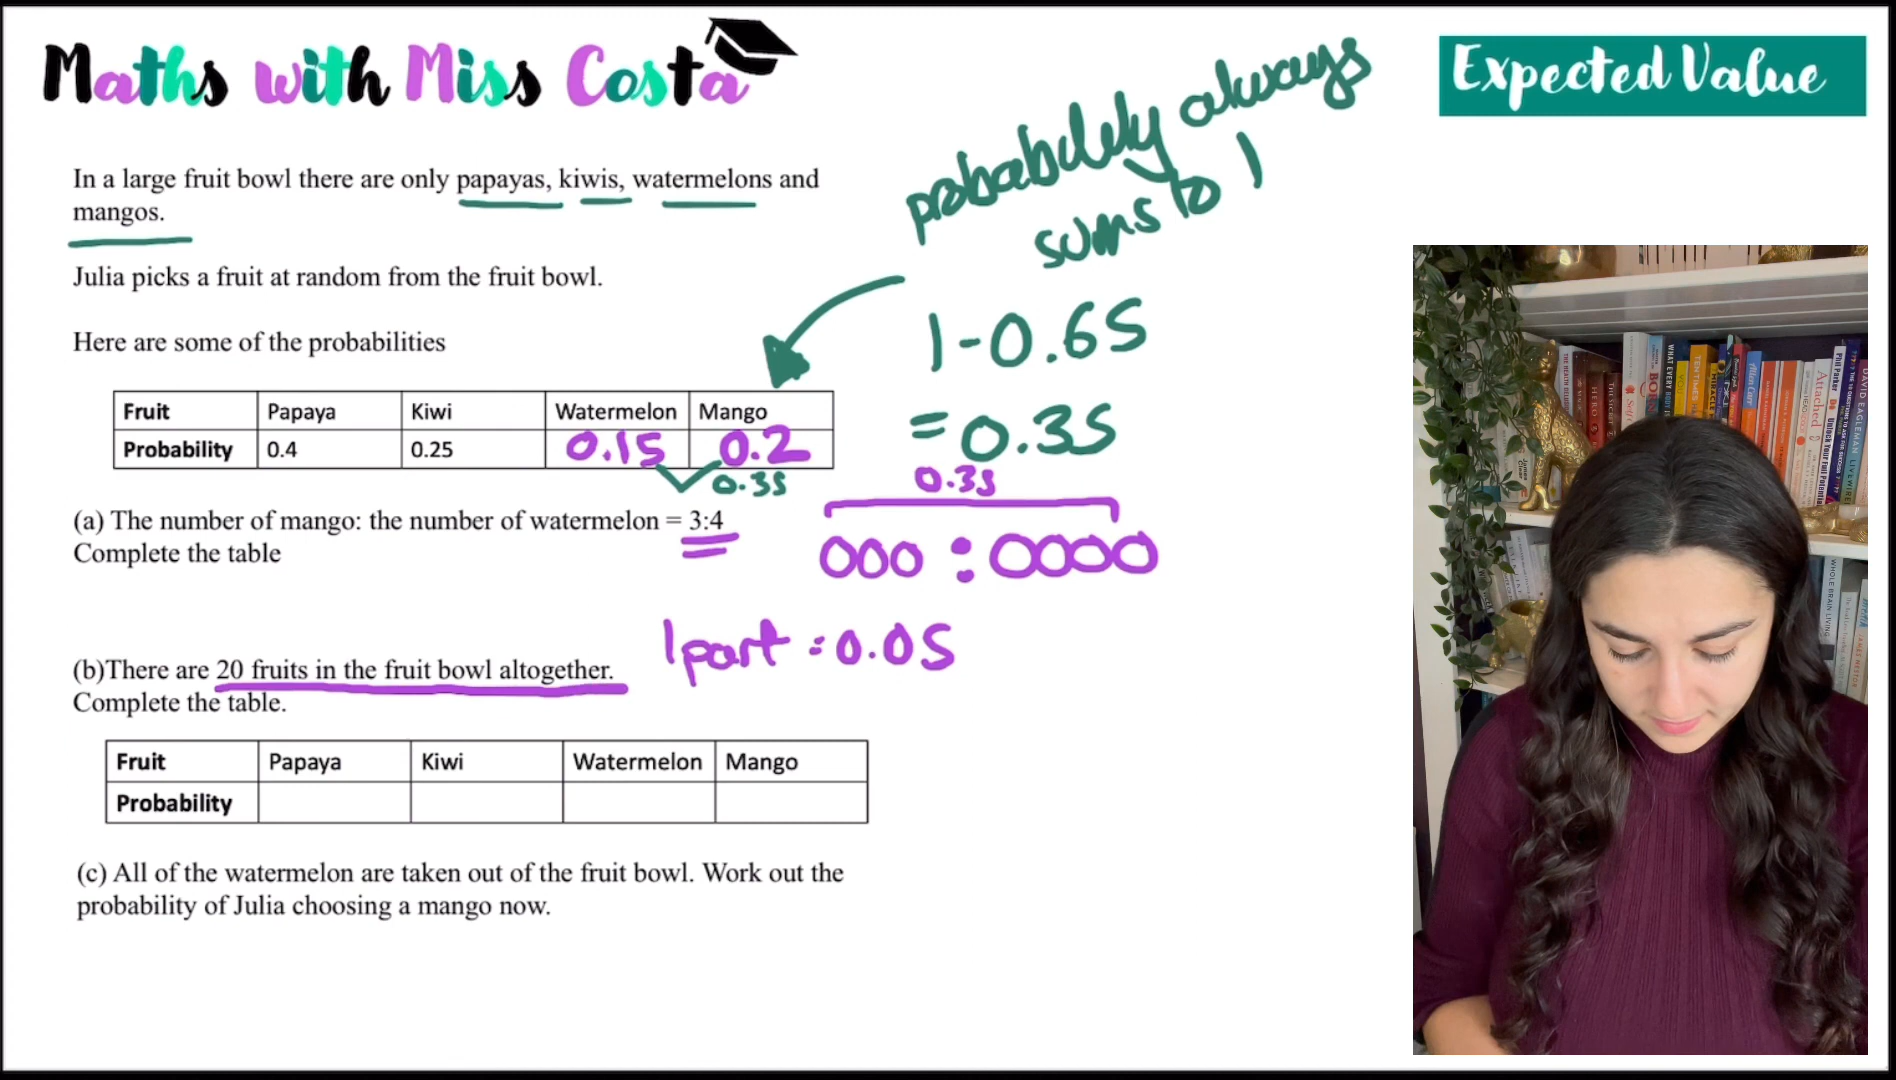 Maths with Miss Costa
Expected Value
probability always
sums to 1
In a large fruit bowl there are only papayas, kiwis, watermelons and
mangos.
Julia picks a fruit at random from the fruit bowl.
Here are some of the probabilities
1-0.65
=0.35
Fruit Papaya Kiwi Watermelon Mango
Probability 0.4 0.25 0.15 0.2
0.35
(a) The number of mango: the number of watermelon = 3:4
Complete the table
0.35
000 : 0000
1 part = 0.05
(b)There are 20 fruits in the fruit bowl altogether.
Complete the table.
Fruit Papaya Kiwi Watermelon Mango
Probability
(c) All of the watermelon are taken out of the fruit bowl. Work out the
probability of Julia choosing a mango now.